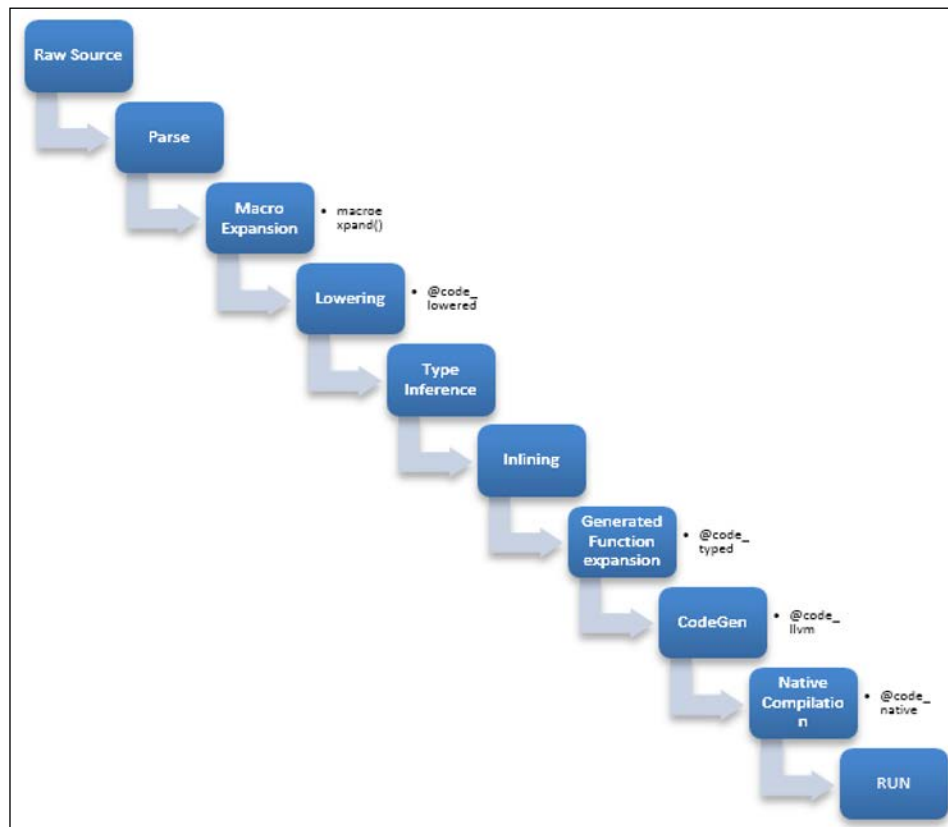 Raw Source
Parse
Macro
Expansion
• macroe
xpand()
Lowering
• @code_
lowered
Type
Inference
Inlining
Generated
Function
expansion
• @code_
typed
CodeGen
• @code_
llvm
Native
Compilatio
n
• @code_
native
RUN